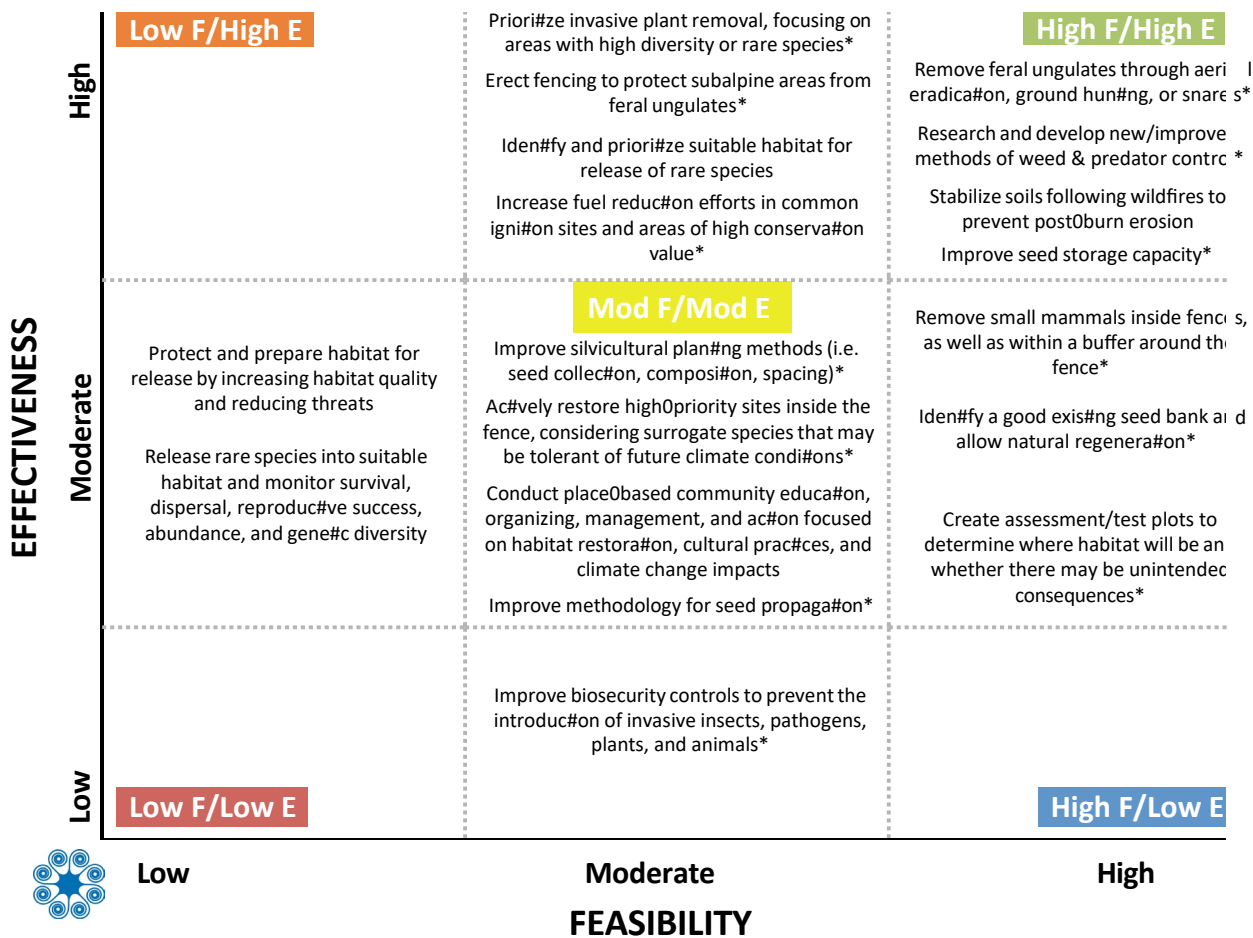 Low F/High E
Priori#ze invasive plant removal, focusing on
areas with high diversity or rare species*
Erect fencing to protect subalpine areas from
feral ungulates*
Iden#fy and priori#ze suitable habitat for
release of rare species
Increase fuel reduc#on efforts in common
igni#on sites and areas of high conserva#on
value*
High F/High E
Remove feral ungulates through aeri l
eradica#on, ground hun#ng, or snare s*
Research and develop new/improve
methods of weed & predator contro *
Stabilize soils following wildfires to
prevent post0burn erosion
Improve seed storage capacity*
High
Protect and prepare habitat for
release by increasing habitat quality
and reducing threats
Release rare species into suitable
habitat and monitor survival,
dispersal, reproduc#ve success,
abundance, and gene#c diversity
Mod F/Mod E
Improve silvicultural plan#ng methods (i.e.
seed collec#on, composi#on, spacing)*
Ac#vely restore high0priority sites inside the
fence, considering surrogate species that may
be tolerant of future climate condi#ons*
Conduct place0based community educa#on,
organizing, management, and ac#on focused
on habitat restora#on, cultural prac#ces, and
climate change impacts
Improve methodology for seed propaga#on*
Remove small mammals inside fence s,
as well as within a buffer around the
fence*
Iden#fy a good exis#ng seed bank an d
allow natural regenera#on*
Create assessment/test plots to
determine where habitat will be an
whether there may be unintended
consequences*
Moderate
EFFECTIVENESS
Improve biosecurity controls to prevent the
introduc#on of invasive insects, pathogens,
plants, and animals*
Low
Low F/Low E
High F/Low E
Low
Moderate
High
FEASIBILITY